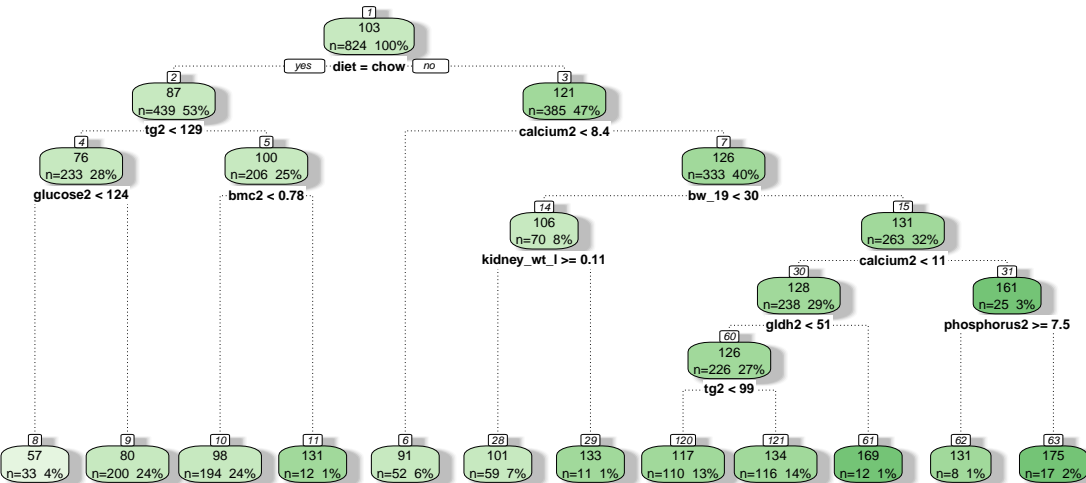 1
103
n=824 100%
yes diet = chow no
2 3
87 121
n=439 53% n=385 47%
tg2 < 129 calcium2 < 8.4
4 5 7
76 100 126
n=233 28% n=206 25% n=333 40%
glucose2 < 124 bmc2 < 0.78 bw_19 < 30
14 15
106 131
n=70 8% n=263 32%
kidney_wt_l >= 0.11 calcium2 < 11
30 31
128 161
n=238 29% n=25 3%
gldh2 < 51 phosphorus2 >= 7.5
60
126
n=226 27%
tg2 < 99
8 9 10 11 6 28 29 120 121 61 62 63
57 80 98 131 91 101 133 117 134 169 131 175
n=33 4% n=200 24% n=194 24% n=12 1% n=52 6% n=59 7% n=11 1% n=110 13% n=116 14% n=12 1% n=8 1% n=17 2%